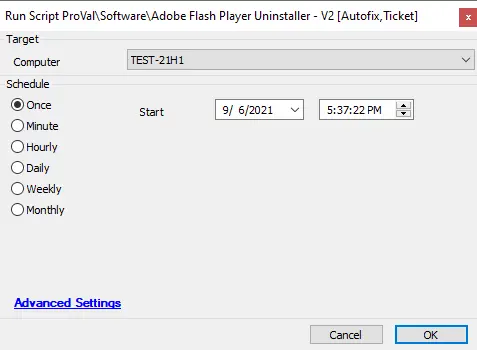 Run Script ProVal\Software\Adobe Flash Player Uninstaller - V2 [Autofix,Ticket]
Target
Computer TEST-21H1
Schedule
Once Start 9/ 6/2021 5:37:22 PM
Minute
Hourly
Daily
Weekly
Monthly
Advanced Settings
Cancel OK